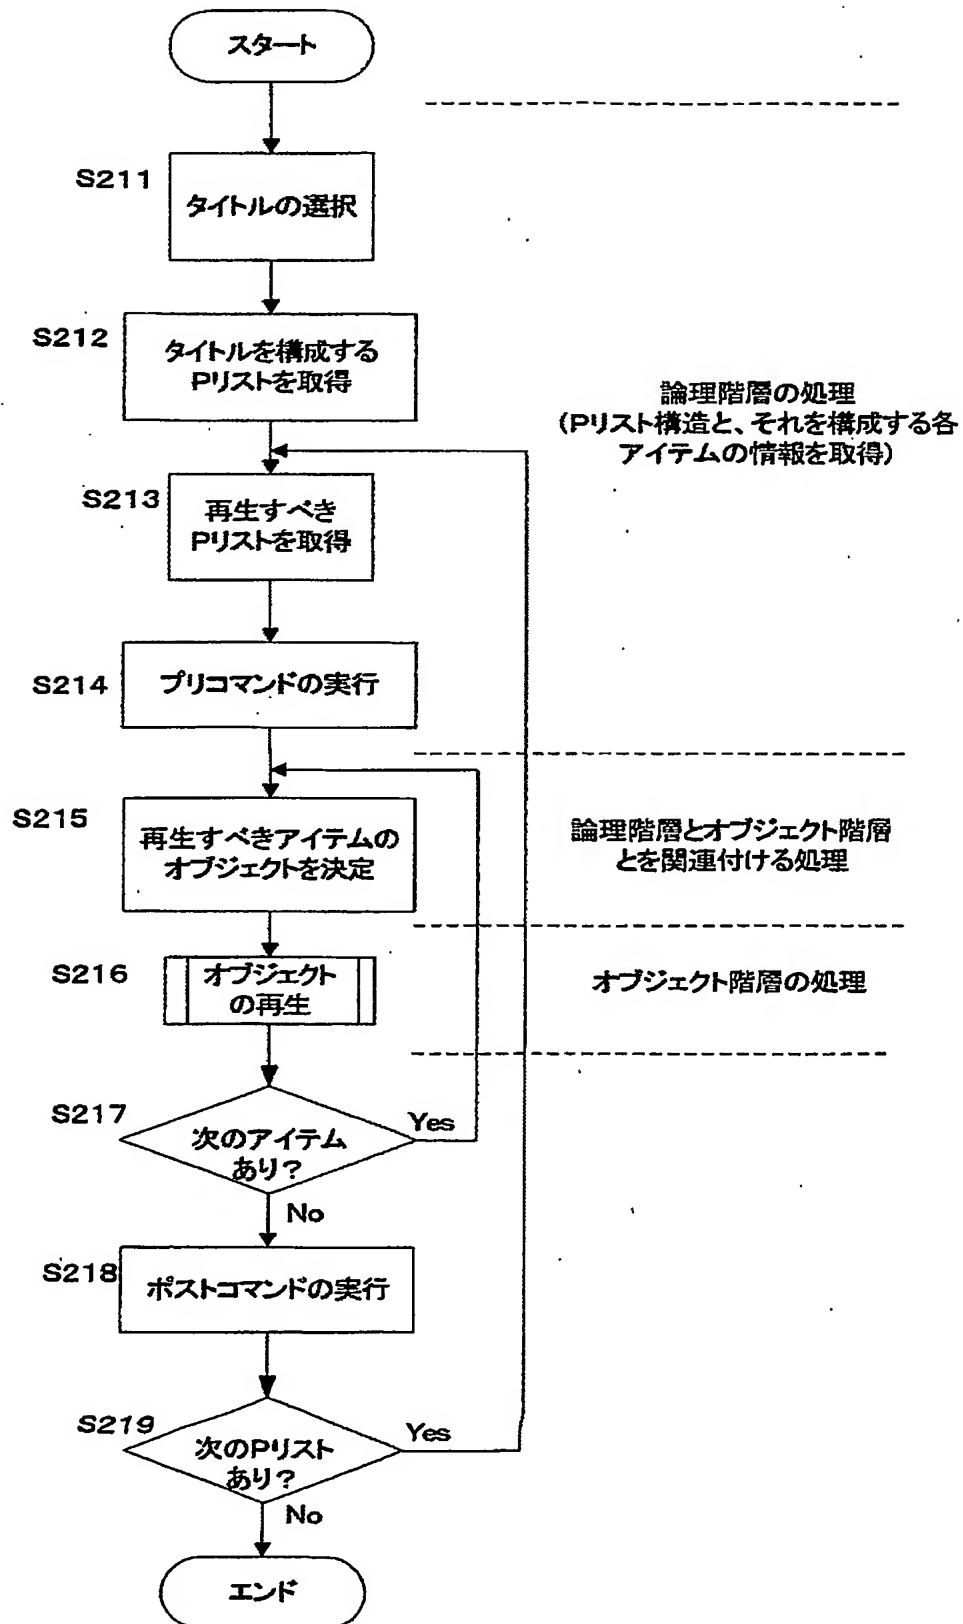 スタート
S211
タイトルの選択
S212
タイトルを構成する
Pリストを取得
論理階層の処理
(Pリスト構造と、それを構成する各
アイテムの情報を取得)
S213
再生すべき
Pリストを取得
S214
プリコマンドの実行
S215
再生すべきアイテムの
オブジェクトを決定
論理階層とオブジェクト階層
とを関連付ける処理
S216
オブジェクト
の再生
オブジェクト階層の処理
S217
次のアイテム
あり?
Yes
No
S218
ポストコマンドの実行
S219
次のPリスト
あり?
Yes
No
エンド